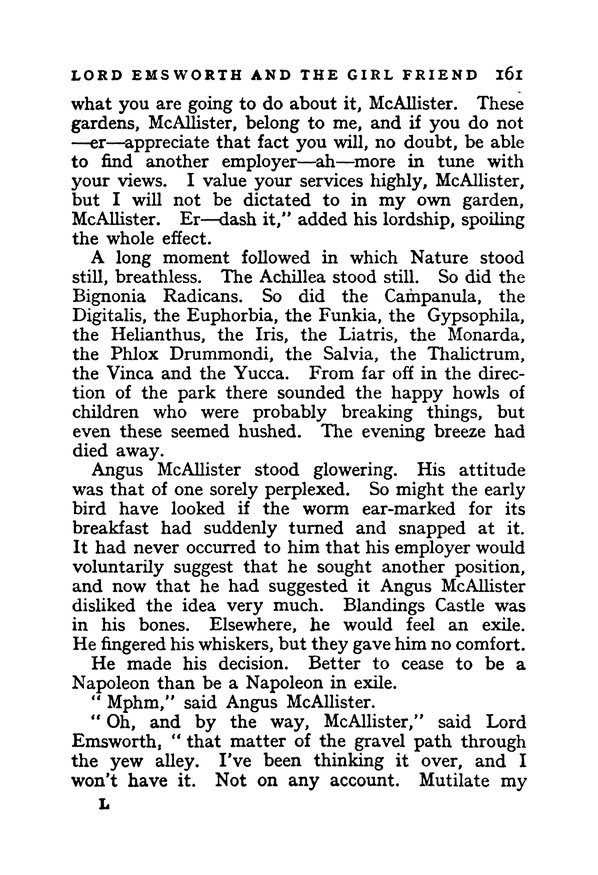 LORD EMSWORTH AND THE GIRL FRIEND 161
what you are going to do about it, McAllister. These
gardens, McAllister, belong to me, and if you do not
—er—appreciate that fact you will, no doubt, be able
to find another employer—ah—more in tune with
your views. I value your services highly, McAllister,
but I will not be dictated to in my own garden,
McAllister. Er—dash it," added his lordship, spoiling
the whole effect.
A long moment followed in which Nature stood
still, breathless. The Achillea stood still. So did the
Bignonia Radicans. So did the Campanula, the
Digitalis, the Euphorbia, the Funkia, the Gypsophila,
the Helianthus, the Iris, the Liatris, the Monarda,
the Phlox Drummondi, the Salvia, the Thalictrum,
the Vinca and the Yucca. From far off in the direc-
tion of the park there sounded the happy howls of
children who were probably breaking things, but
even these seemed hushed. The evening breeze had
died away.
Angus McAllister stood glowering. His attitude
was that of one sorely perplexed. So might the early
bird have looked if the worm ear-marked for its
breakfast had suddenly turned and snapped at it.
It had never occurred to him that his employer would
voluntarily suggest that he sought another position,
and now that he had suggested it Angus McAllister
disliked the idea very much. Blandings Castle was
in his bones. Elsewhere, he would feel an exile.
He fingered his whiskers, but they gave him no comfort.
He made his decision. Better to cease to be a
Napoleon than be a Napoleon in exile.
" Mphm," said Angus McAllister.
" Oh, and by the way, McAllister," said Lord
Emsworth, " that matter of the gravel path through
the yew alley. I've been thinking it over, and I
won't have it. Not on any account. Mutilate my
L